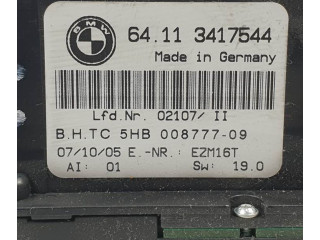 BMW
64.11 3417544
Made in Germany
Lfd.Nr. 02107/ II
B.H.TC 5HB 008777-09
07/10/05 E.-NR.: EZM16T
AI: 01 SW: 19.0